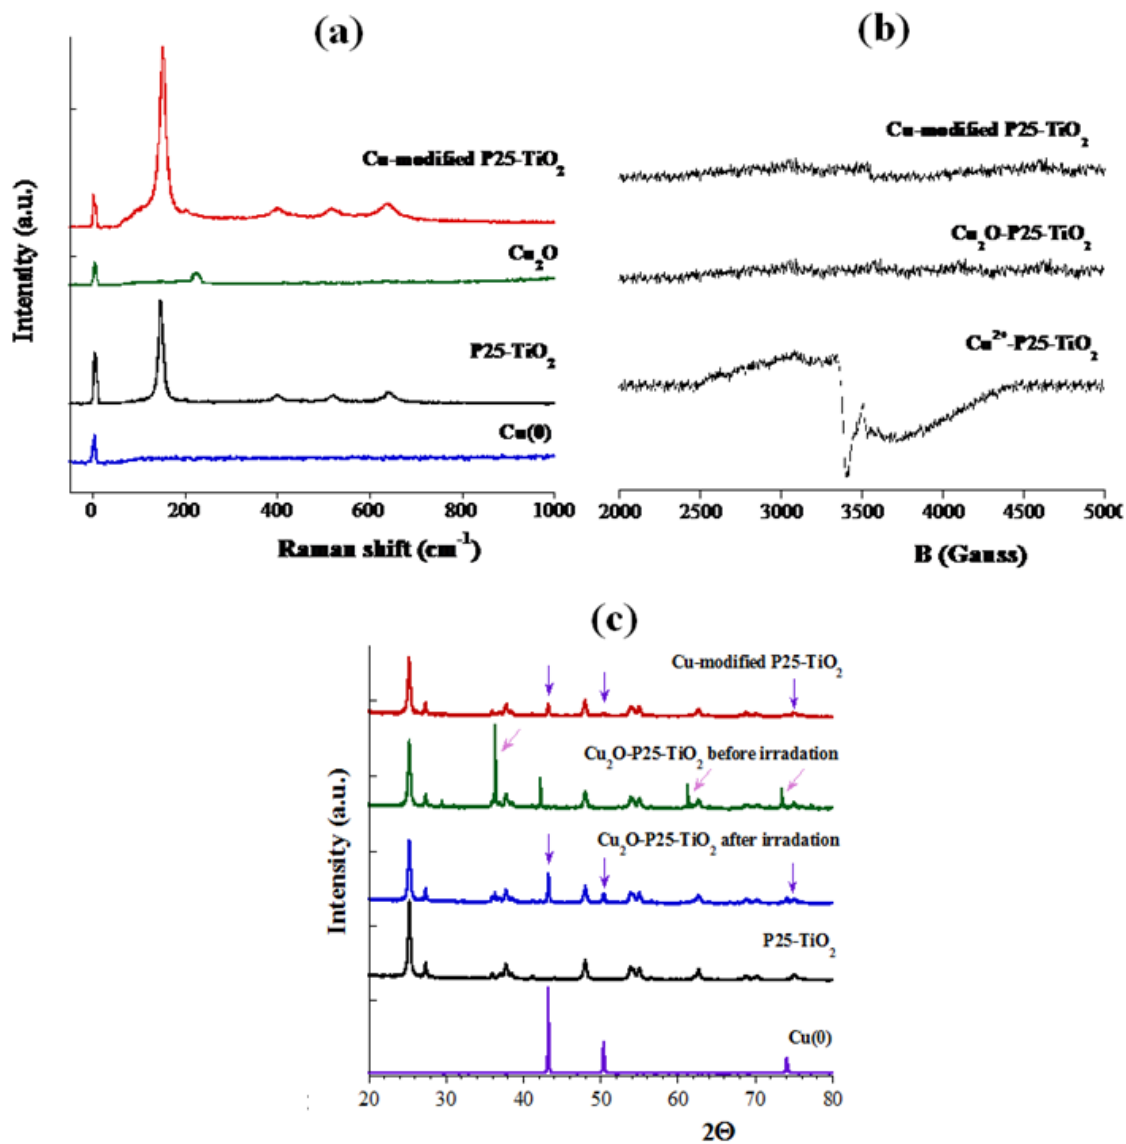 (a)
Intensity (a.u.)
Cu-modified P25-TiO2
Cu2O
P25-TiO2
Cu(0)
0 200 400 600 800 1000
Raman shift (cm-1)
(b)
Cu-modified P25-TiO2
Cu2O-P25-TiO2
Cu2+-P25-TiO2
2000 2500 3000 3500 4000 4500 5000
B (Gauss)
(c)
Intensity (a.u.)
Cu-modified P25-TiO2
Cu2O-P25-TiO2 before irradation
Cu2O-P25-TiO2 after irradation
P25-TiO2
Cu(0)
20 30 40 50 60 70 80
2Θ